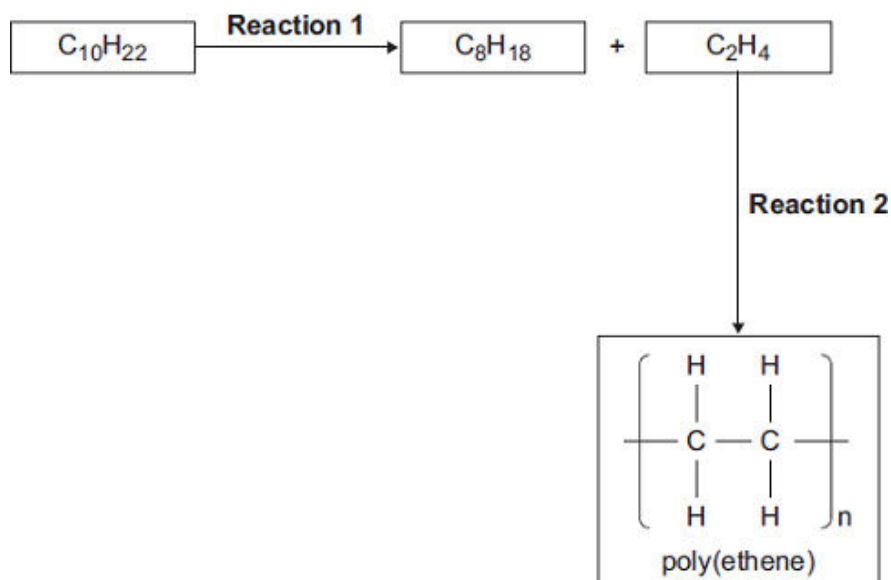 Reaction 1
C₁₀H₂₂ C₈H₁₈ + C₂H₄
Reaction 2
H H
C C
H H
n
poly(ethene)